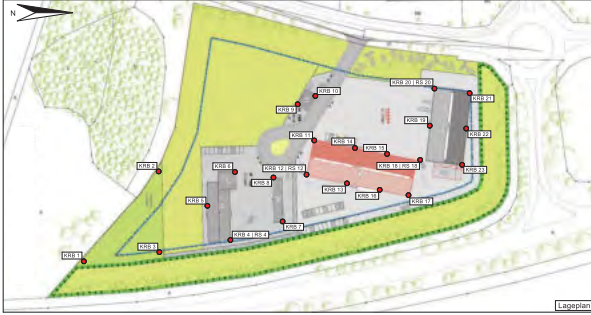 N
KRB 10
KRB 9
KRB 20 | RS 20
KRB 21
KRB 19
KRB 22
KRB 11
KRB 14
KRB 15
KRB 18 | RS 18
KRB 23
KRB 2
KRB 6
KRB 12 | RS 12
KRB 8
KRB 13
KRB 16
KRB 17
KRB 5
KRB 7
KRB 4 | RS 4
KRB 3
KRB 1
Lageplan